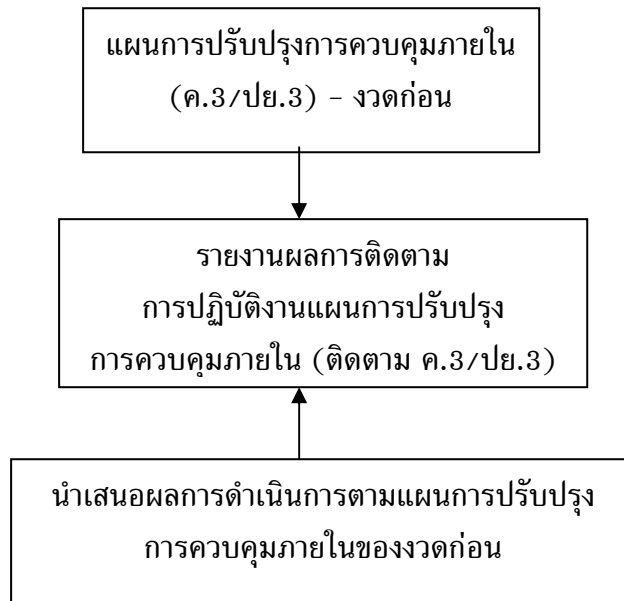 แผนการปรับปรุงการควบคุมภายใน
(ค.3/ปย.3) - งวดก่อน
รายงานผลการติดตาม
การปฏิบัติงานแผนการปรับปรุง
การควบคุมภายใน (ติดตาม ค.3/ปย.3)
นำเสนอผลการดำเนินการตามแผนการปรับปรุง
การควบคุมภายในของงวดก่อน